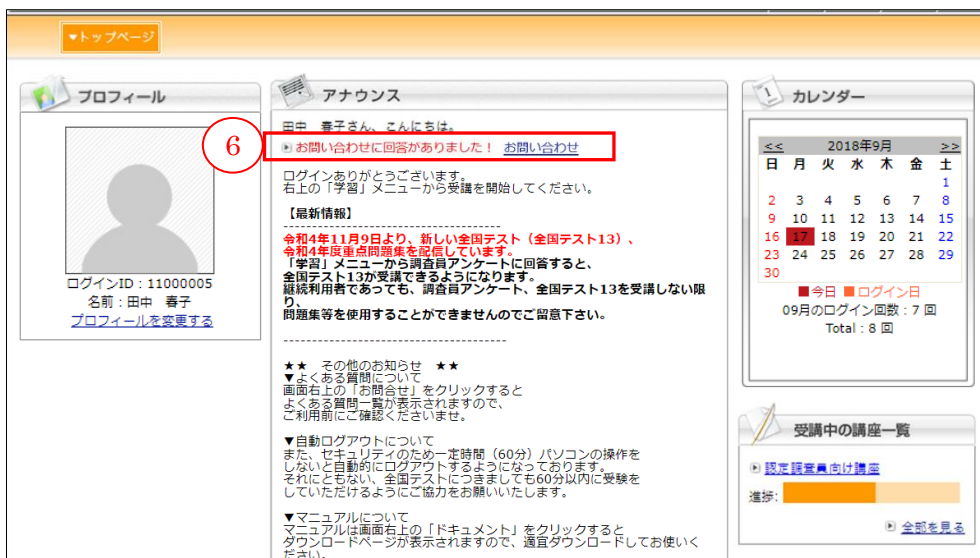 ▼トップページ
プロフィール
ログインID：11000005
名前：田中　春子
プロフィールを変更する
アナウンス
田中　春子さん、こんにちは。
6
お問い合わせに回答がありました！ お問い合わせ
ログインありがとうございます。
右上の「学習」メニューから受講を開始してください。
【最新情報】
--------------------------------------
令和4年11月9日より、新しい全国テスト（全国テスト13）、
令和4年度重点問題集を配信しています。
「学習」メニューから調査員アンケートに回答すると、
全国テスト13が受講できるようになります。
継続利用者であっても、調査員アンケート、全国テスト13を受講しない限
り、
問題集等を使用することができませんのでご留意下さい。
--------------------------------------
★★　その他のお知らせ　★★
▼よくある質問について
画面右上の「お問合せ」をクリックすると
よくある質問一覧が表示されますので、
ご利用前にご確認くださいませ。
▼自動ログアウトについて
また、セキュリティのため一定時間（60分）パソコンの操作を
しないと自動的にログアウトするようになっております。
それにともない、全国テストにつきましても60分以内に受験を
していただけるようにご協力をお願いいたします。
▼マニュアルについて
マニュアルは画面右上の「ドキュメント」をクリックすると
ダウンロードページが表示されますので、適宜ダウンロードしてお使いく
ださい。
カレンダー
<< 2018年9月 >>
日 月 火 水 木 金 土
1
2 3 4 5 6 7 8
9 10 11 12 13 14 15
16 17 18 19 20 21 22
23 24 25 26 27 28 29
30
■今日 ■ログイン日
09月のログイン回数：7 回
Total：8 回
受講中の講座一覧
認定調査員向け講座
進捗:
全部を見る